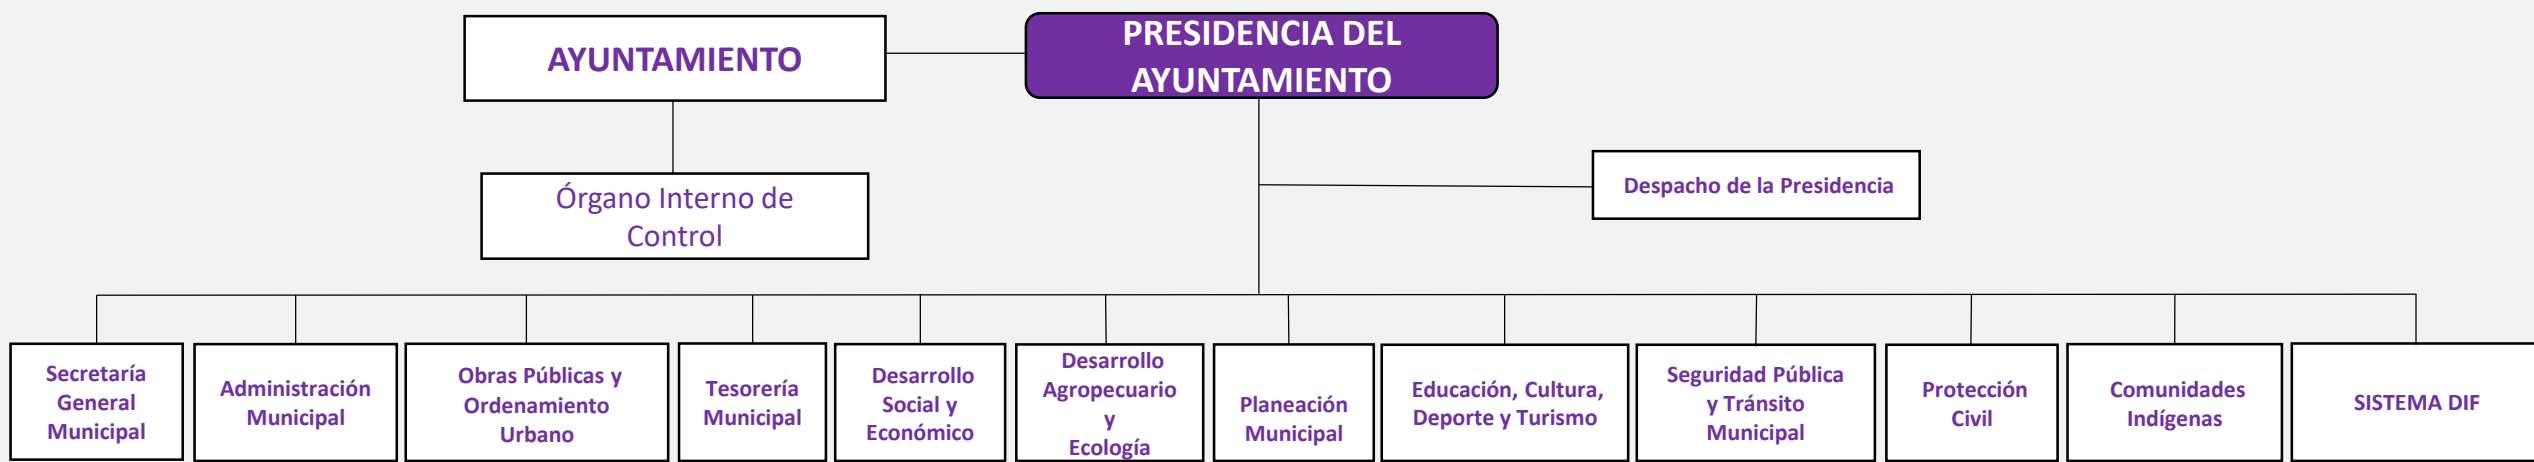 AYUNTAMIENTO
PRESIDENCIA DEL
AYUNTAMIENTO
Órgano Interno de
Control
Despacho de la Presidencia
Secretaría
General
Municipal
Administración
Municipal
Obras Públicas y
Ordenamiento
Urbano
Tesorería
Municipal
Desarrollo
Social y
Económico
Desarrollo
Agropecuario
y
Ecología
Planeación
Municipal
Educación, Cultura,
Deporte y Turismo
Seguridad Pública
y Tránsito
Municipal
Protección
Civil
Comunidades
Indígenas
SISTEMA DIF